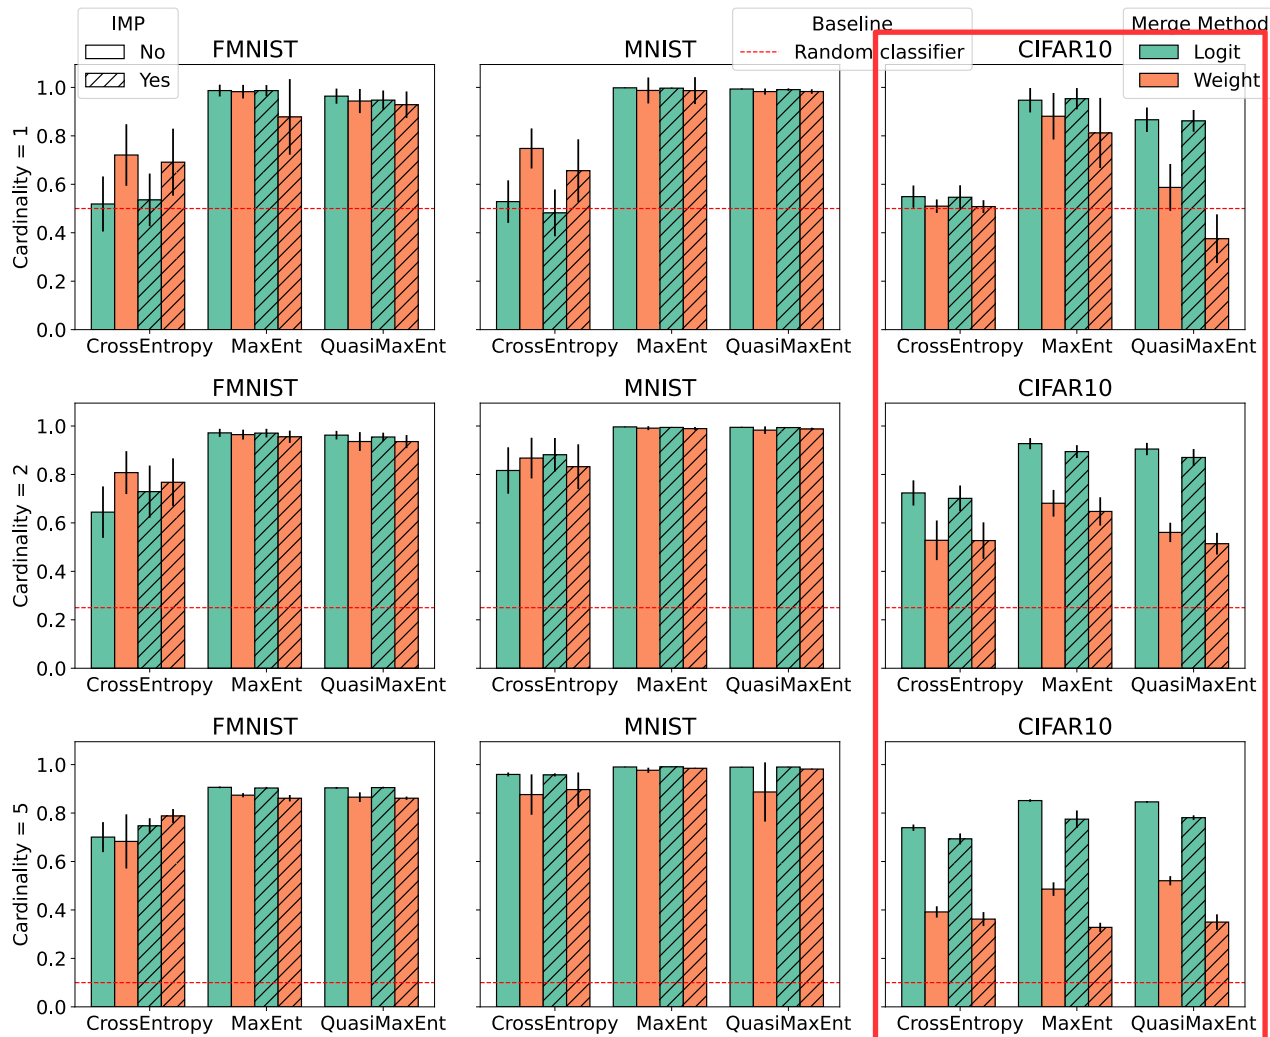 IMP
No
Yes
Baseline
Random classifier
Merge Method
Logit
Weight
FMNIST
MNIST
CIFAR10
Cardinality = 1
1.0
0.8
0.6
0.4
0.2
0.0
CrossEntropy MaxEnt QuasiMaxEnt
CrossEntropy MaxEnt QuasiMaxEnt
CrossEntropy MaxEnt QuasiMaxEnt
FMNIST
MNIST
CIFAR10
Cardinality = 2
1.0
0.8
0.6
0.4
0.2
0.0
CrossEntropy MaxEnt QuasiMaxEnt
CrossEntropy MaxEnt QuasiMaxEnt
CrossEntropy MaxEnt QuasiMaxEnt
FMNIST
MNIST
CIFAR10
Cardinality = 5
1.0
0.8
0.6
0.4
0.2
0.0
CrossEntropy MaxEnt QuasiMaxEnt
CrossEntropy MaxEnt QuasiMaxEnt
CrossEntropy MaxEnt QuasiMaxEnt